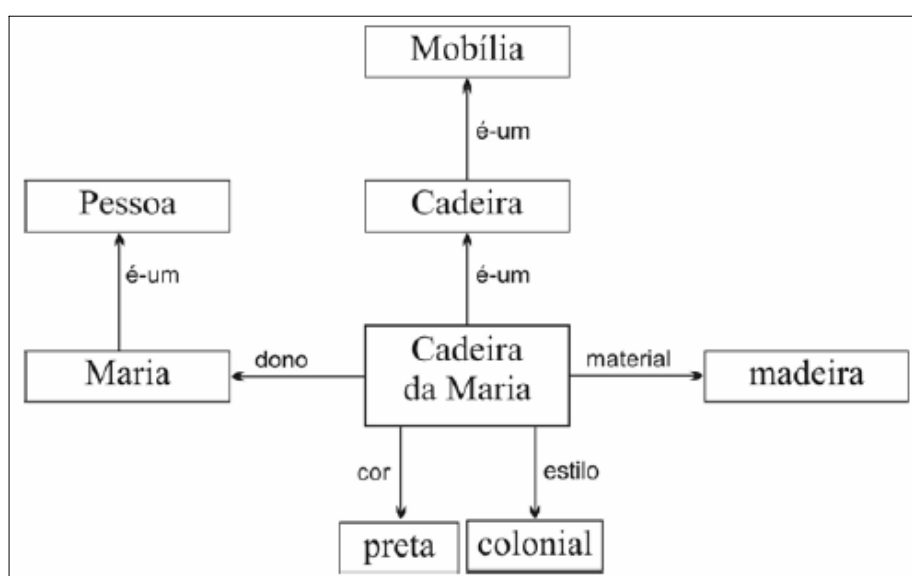 Mobília
é-um
Pessoa
Cadeira
é-um
é-um
Maria
dono
Cadeira
da Maria
material
madeira
cor
estilo
preta
colonial